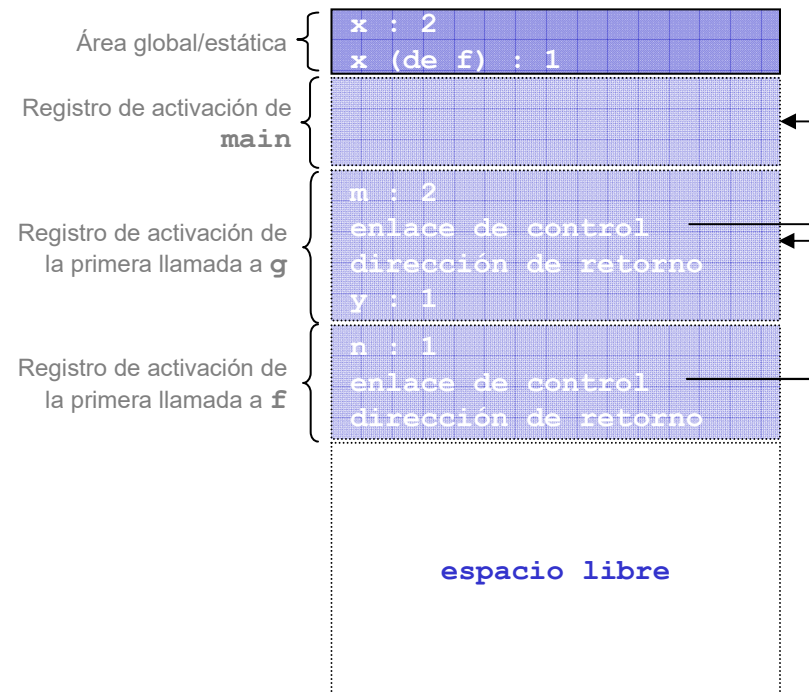 Área global/estática
x : 2
x (de f) : 1
Registro de activación de
main
Registro de activación de
la primera llamada a g
m : 2
enlace de control
dirección de retorno
y : 1
Registro de activación de
la primera llamada a f
n : 1
enlace de control
dirección de retorno
espacio libre